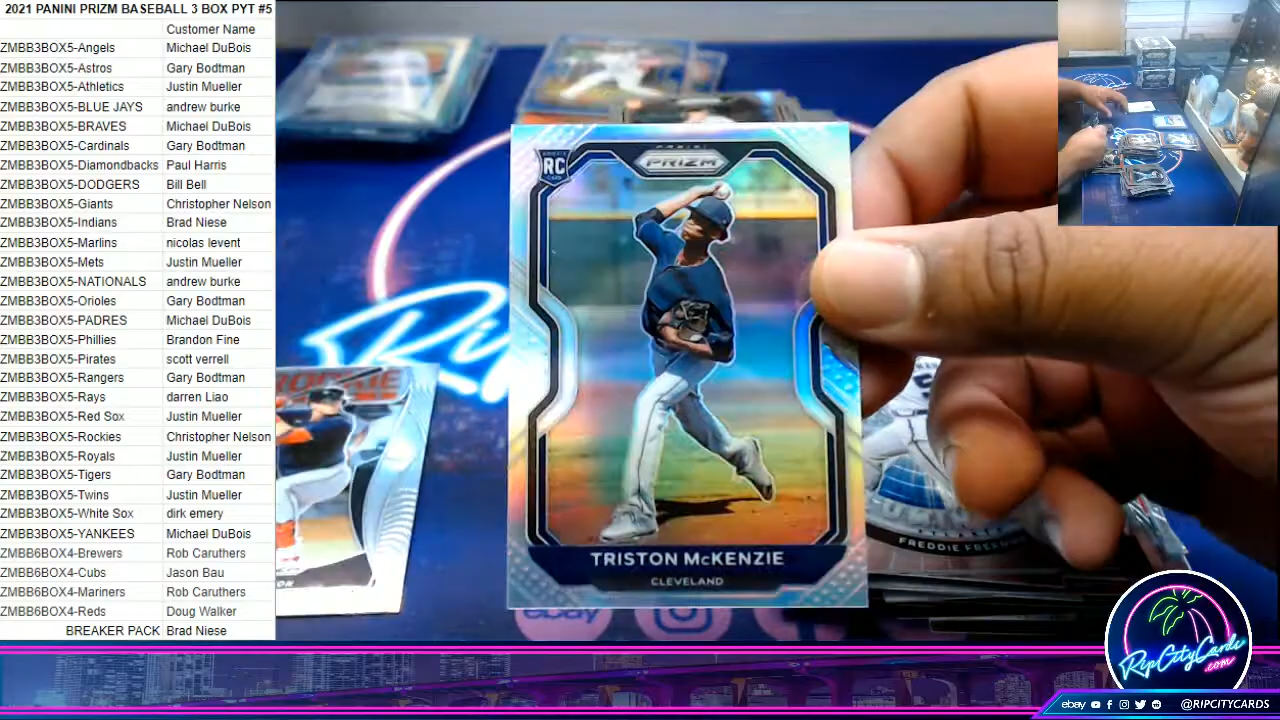 2021 PANINI PRIZM BASEBALL 3 BOX PYT #5
Customer Name
ZMBB3BOX5-Angels Michael DuBois
ZMBB3BOX5-Astros Gary Bodtman
ZMBB3BOX5-Athletics Justin Mueller
ZMBB3BOX5-BLUE JAYS andrew burke
ZMBB3BOX5-BRAVES Michael DuBois
ZMBB3BOX5-Cardinals Gary Bodtman
ZMBB3BOX5-Diamondbacks Paul Harris
ZMBB3BOX5-DODGERS Bill Bell
ZMBB3BOX5-Giants Christopher Nelson
ZMBB3BOX5-Indians Brad Niese
ZMBB3BOX5-Marlins nicolas levent
ZMBB3BOX5-Mets Justin Mueller
ZMBB3BOX5-NATIONALS andrew burke
ZMBB3BOX5-Orioles Gary Bodtman
ZMBB3BOX5-PADRES Michael DuBois
ZMBB3BOX5-Phillies Brandon Fine
ZMBB3BOX5-Pirates scott verrell
ZMBB3BOX5-Rangers Gary Bodtman
ZMBB3BOX5-Rays darren Liao
ZMBB3BOX5-Red Sox Justin Mueller
ZMBB3BOX5-Rockies Christopher Nelson
ZMBB3BOX5-Royals Justin Mueller
ZMBB3BOX5-Tigers Gary Bodtman
ZMBB3BOX5-Twins Justin Mueller
ZMBB3BOX5-White Sox dirk emery
ZMBB3BOX5-YANKEES Michael DuBois
ZMBB6BOX4-Brewers Rob Caruthers
ZMBB6BOX4-Cubs Jason Bau
ZMBB6BOX4-Mariners Rob Caruthers
ZMBB6BOX4-Reds Doug Walker
BREAKER PACK Brad Niese
PANINI
PRIZM
ROOKIE
RC
CARD
TRISTON McKENZIE
CLEVELAND
ROOKIE
FREDDIE
ebay
RipCityCards
.com
ebay @RIPCITYCARDS